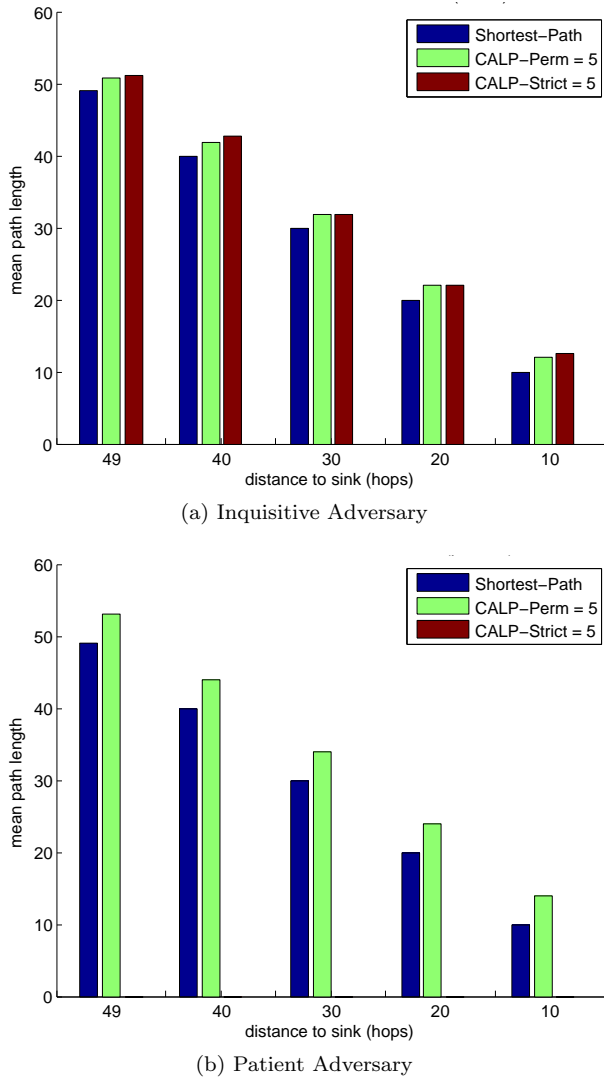 Shortest-Path
CALP-Perm = 5
CALP-Strict = 5
60
50
40
30
20
10
0
mean path length
49 40 30 20 10
distance to sink (hops)
(a) Inquisitive Adversary
Shortest-Path
CALP-Perm = 5
CALP-Strict = 5
60
50
40
30
20
10
0
mean path length
49 40 30 20 10
distance to sink (hops)
(b) Patient Adversary